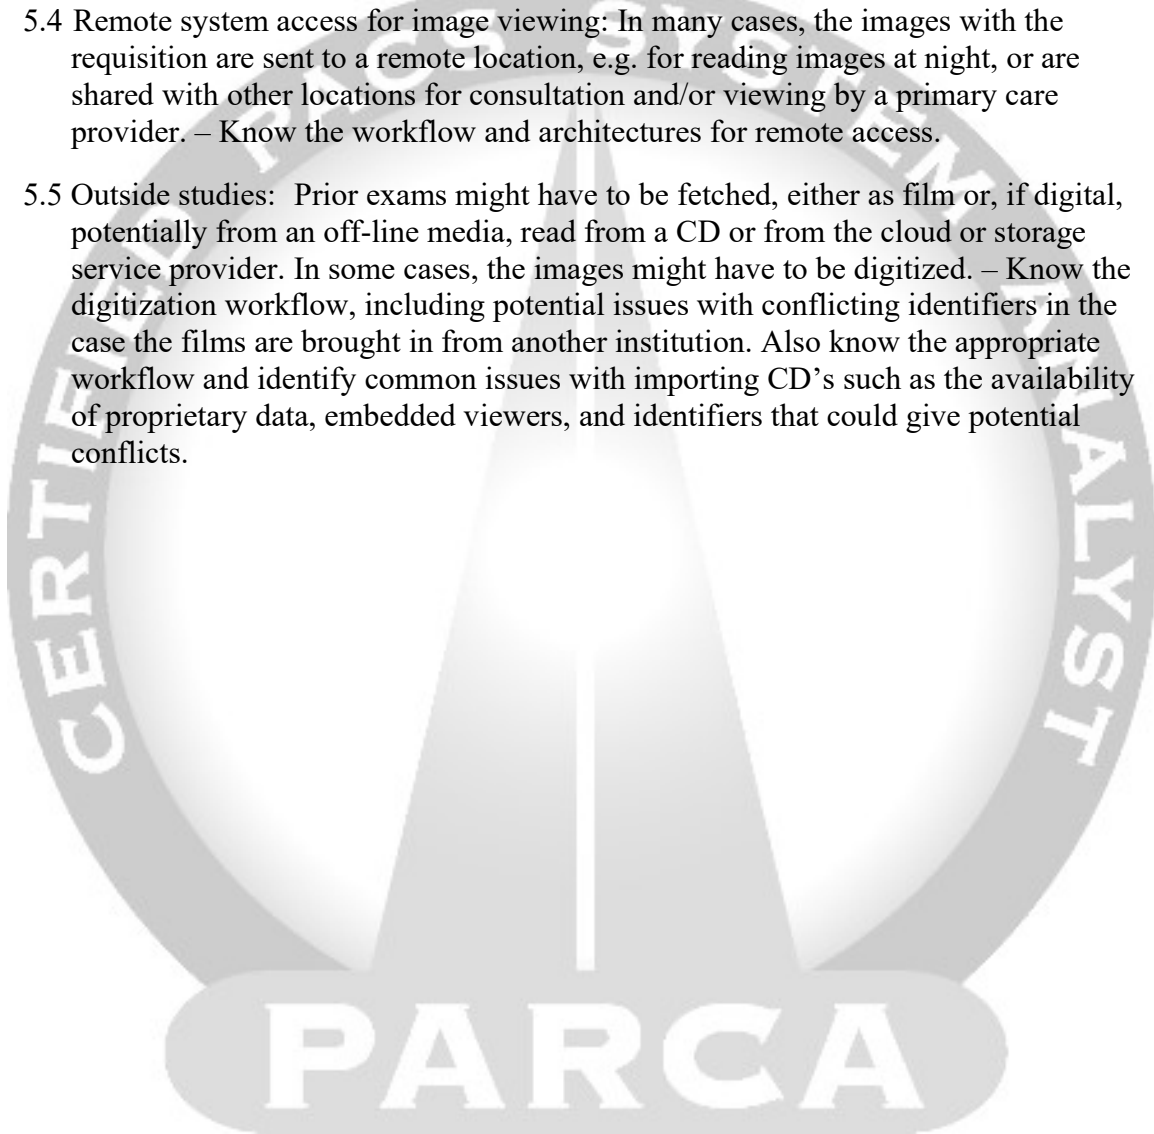 5.4 Remote system access for image viewing: In many cases, the images with the
requisition are sent to a remote location, e.g. for reading images at night, or are
shared with other locations for consultation and/or viewing by a primary care
provider. – Know the workflow and architectures for remote access.
5.5 Outside studies:  Prior exams might have to be fetched, either as film or, if digital,
potentially from an off-line media, read from a CD or from the cloud or storage
service provider. In some cases, the images might have to be digitized. – Know the
digitization workflow, including potential issues with conflicting identifiers in the
case the films are brought in from another institution. Also know the appropriate
workflow and identify common issues with importing CD’s such as the availability
of proprietary data, embedded viewers, and identifiers that could give potential
conflicts.
CERTIFIED PACS SYSTEM ANALYST
PARCA